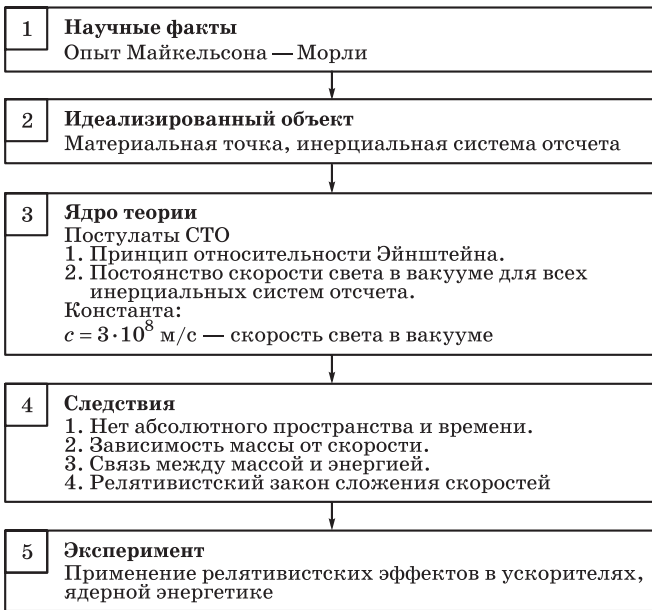 1
Научные факты
Опыт Майкельсона — Морли
2
Идеализированный объект
Материальная точка, инерциальная система отсчета
3
Ядро теории
Постулаты СТО
1. Принцип относительности Эйнштейна.
2. Постоянство скорости света в вакууме для всех
инерциальных систем отсчета.
Константа:
c = 3·10⁸ м/с — скорость света в вакууме
4
Следствия
1. Нет абсолютного пространства и времени.
2. Зависимость массы от скорости.
3. Связь между массой и энергией.
4. Релятивистский закон сложения скоростей
5
Эксперимент
Применение релятивистских эффектов в ускорителях,
ядерной энергетике